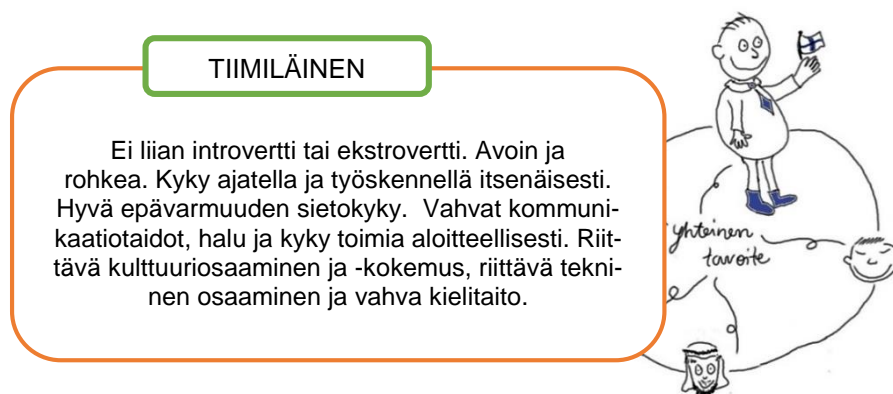 TIIMILÄINEN
Ei liian introvertti tai ekstrovertti. Avoin ja
rohkea. Kyky ajatella ja työskennellä itsenäisesti.
Hyvä epävarmuuden sietokyky.  Vahvat kommuni-
kaatiotaidot, halu ja kyky toimia aloitteellisesti. Riit-
tävä kulttuuriosaaminen ja -kokemus, riittävä tekni-
nen osaaminen ja vahva kielitaito.
yhteinen
tavoite